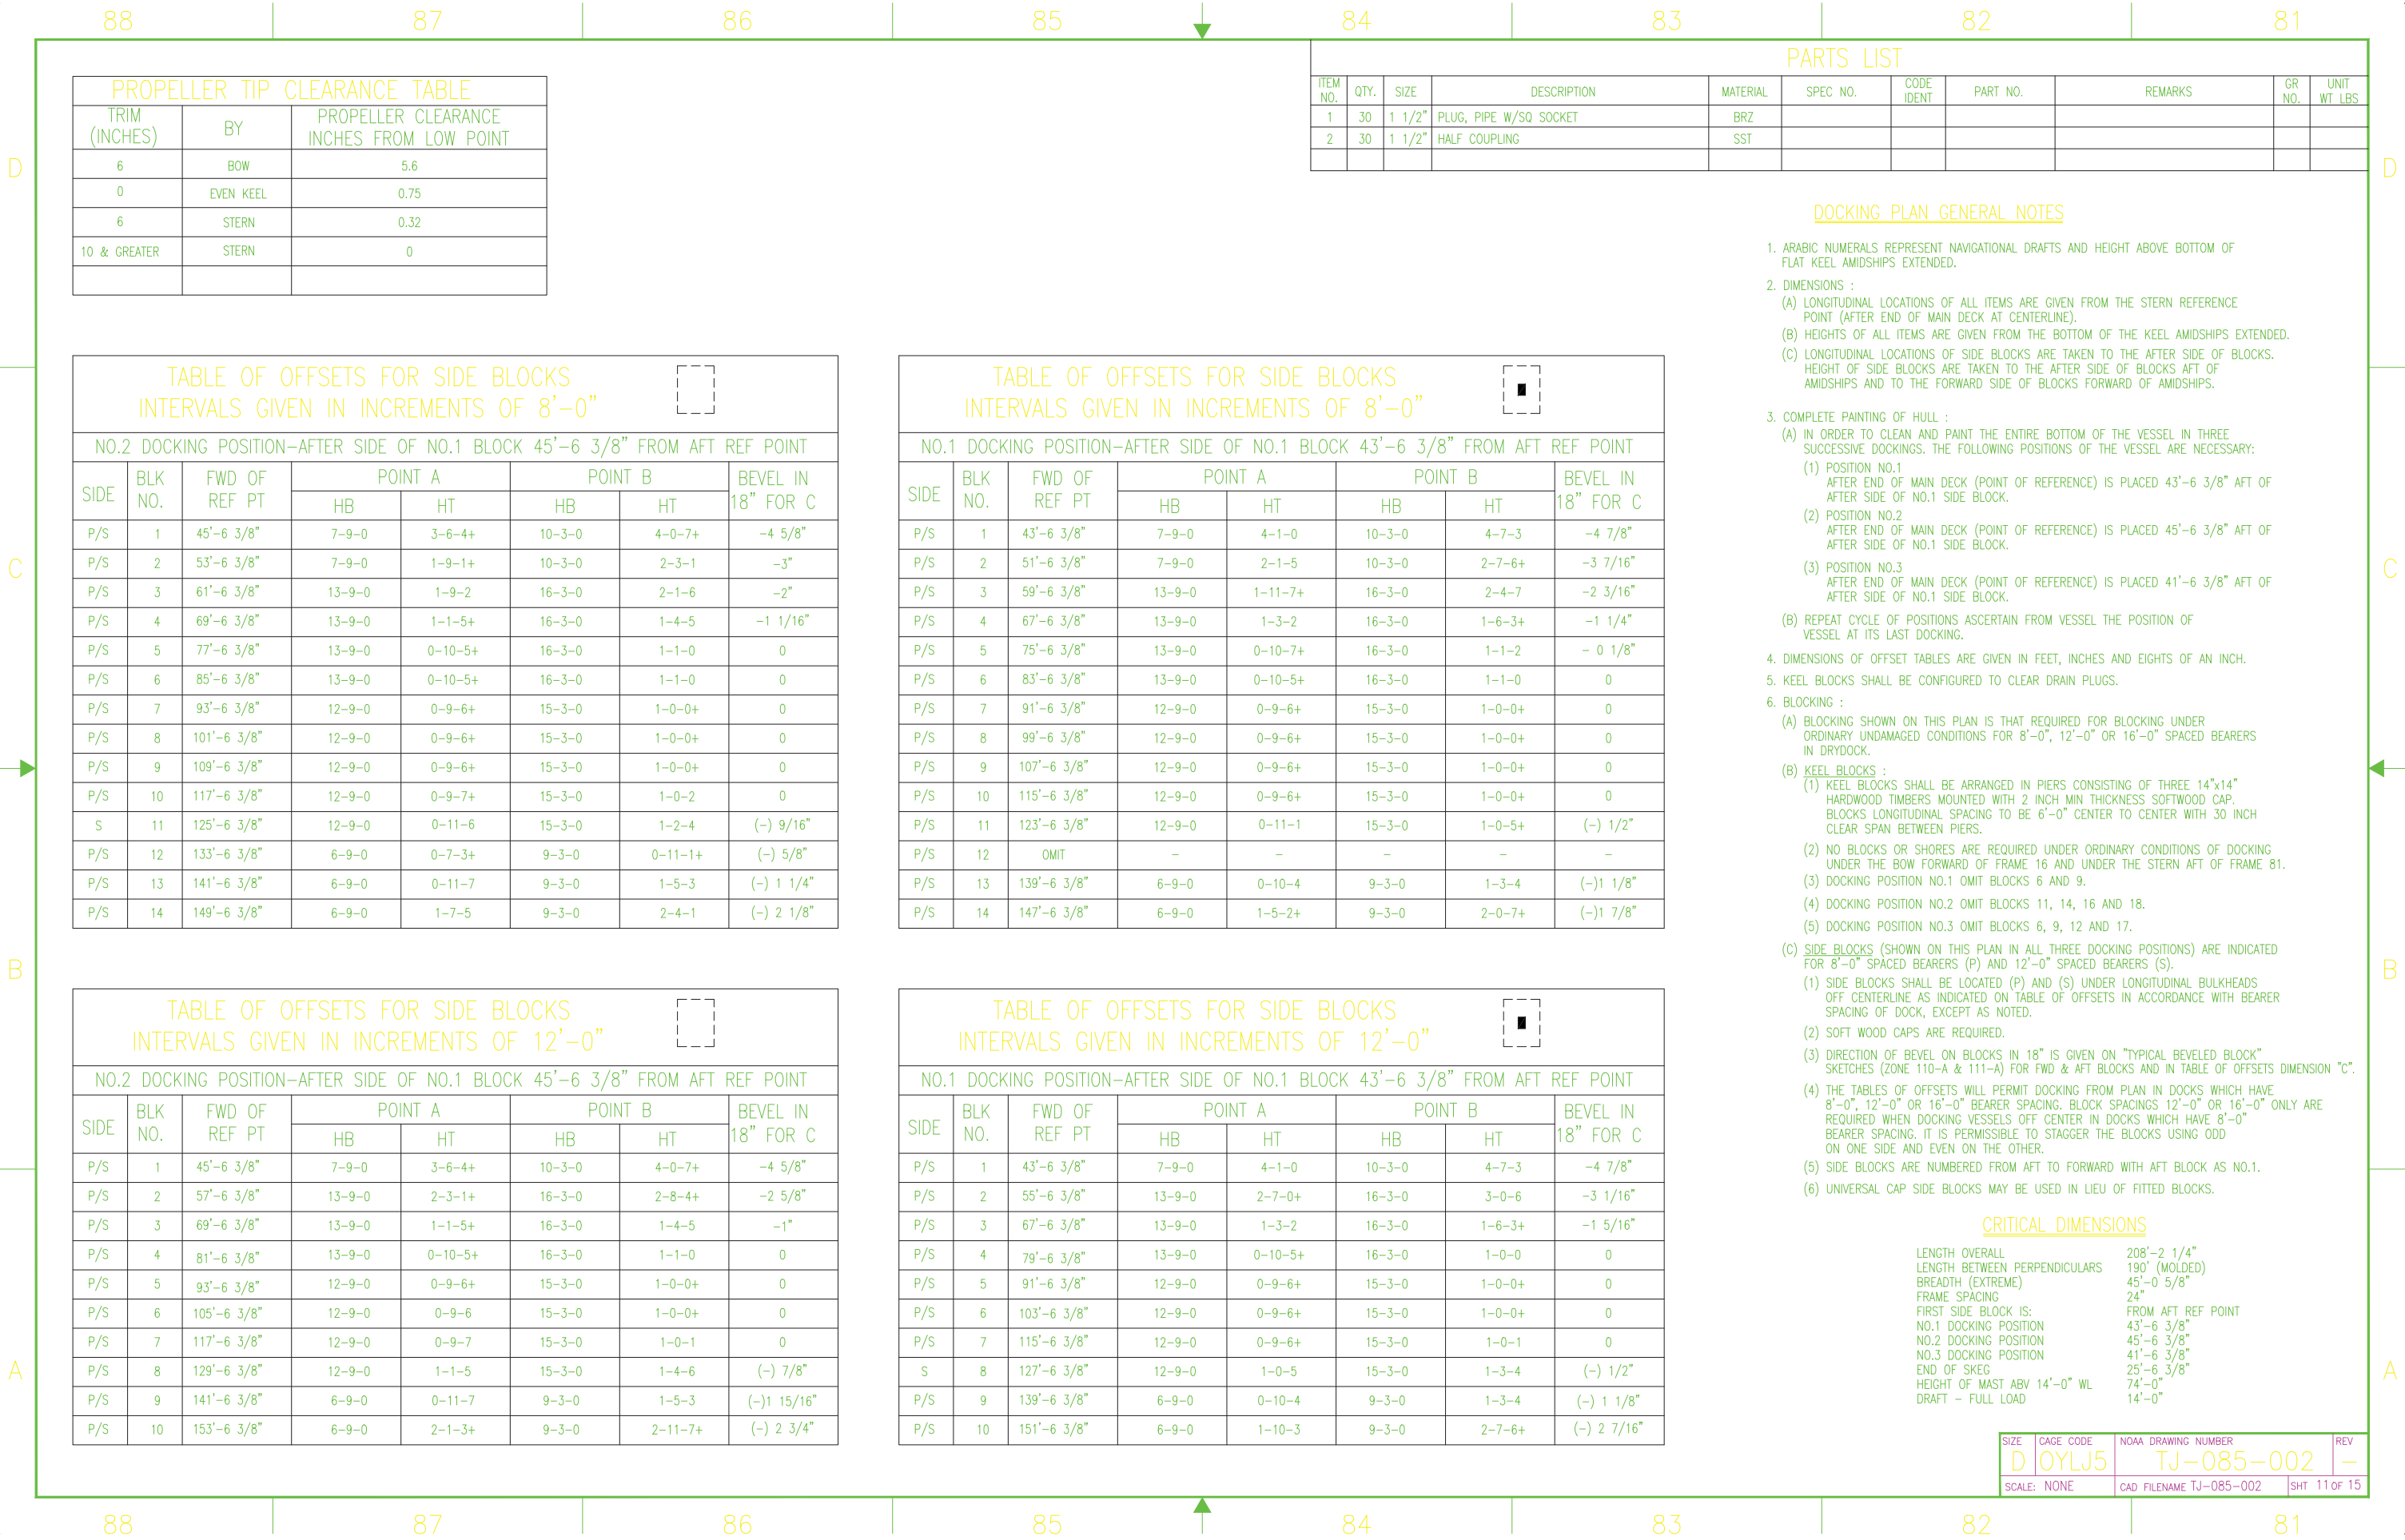 88 87 86 85 84 83 82 81
PROPELLER TIP CLEARANCE TABLE
TRIM (INCHES) BY PROPELLER CLEARANCE INCHES FROM LOW POINT
6 BOW 5.6
0 EVEN KEEL 0.75
6 STERN 0.32
10 & GREATER STERN 0
PARTS LIST
ITEM NO. QTY. SIZE DESCRIPTION MATERIAL SPEC NO. CODE IDENT PART NO. REMARKS GR NO. UNIT WT LBS
1 30 1 1/2" PLUG, PIPE W/SQ SOCKET BRZ
2 30 1 1/2" HALF COUPLING SST
D D
C C
B B
A A
TABLE OF OFFSETS FOR SIDE BLOCKS
INTERVALS GIVEN IN INCREMENTS OF 8'-0"
NO.2 DOCKING POSITION-AFTER SIDE OF NO.1 BLOCK 45'-6 3/8" FROM AFT REF POINT
SIDE BLK NO. FWD OF REF PT POINT A POINT B BEVEL IN 18" FOR C
HB HT HB HT
P/S 1 45'-6 3/8" 7-9-0 3-6-4+ 10-3-0 4-0-7+ -4 5/8"
P/S 2 53'-6 3/8" 7-9-0 1-9-1+ 10-3-0 2-3-1 -3"
P/S 3 61'-6 3/8" 13-9-0 1-9-2 16-3-0 2-1-6 -2"
P/S 4 69'-6 3/8" 13-9-0 1-1-5+ 16-3-0 1-4-5 -1 1/16"
P/S 5 77'-6 3/8" 13-9-0 0-10-5+ 16-3-0 1-1-0 0
P/S 6 85'-6 3/8" 13-9-0 0-10-5+ 16-3-0 1-1-0 0
P/S 7 93'-6 3/8" 12-9-0 0-9-6+ 15-3-0 1-0-0+ 0
P/S 8 101'-6 3/8" 12-9-0 0-9-6+ 15-3-0 1-0-0+ 0
P/S 9 109'-6 3/8" 12-9-0 0-9-6+ 15-3-0 1-0-0+ 0
P/S 10 117'-6 3/8" 12-9-0 0-9-7+ 15-3-0 1-0-2 0
S 11 125'-6 3/8" 12-9-0 0-11-6 15-3-0 1-2-4 (-) 9/16"
P/S 12 133'-6 3/8" 6-9-0 0-7-3+ 9-3-0 0-11-1+ (-) 5/8"
P/S 13 141'-6 3/8" 6-9-0 0-11-7 9-3-0 1-5-3 (-) 1 1/4"
P/S 14 149'-6 3/8" 6-9-0 1-7-5 9-3-0 2-4-1 (-) 2 1/8"
TABLE OF OFFSETS FOR SIDE BLOCKS
INTERVALS GIVEN IN INCREMENTS OF 8'-0"
NO.1 DOCKING POSITION-AFTER SIDE OF NO.1 BLOCK 43'-6 3/8" FROM AFT REF POINT
SIDE BLK NO. FWD OF REF PT POINT A POINT B BEVEL IN 18" FOR C
HB HT HB HT
P/S 1 43'-6 3/8" 7-9-0 4-1-0 10-3-0 4-7-3 -4 7/8"
P/S 2 51'-6 3/8" 7-9-0 2-1-5 10-3-0 2-7-6+ -3 7/16"
P/S 3 59'-6 3/8" 13-9-0 1-11-7+ 16-3-0 2-4-7 -2 3/16"
P/S 4 67'-6 3/8" 13-9-0 1-3-2 16-3-0 1-6-3+ -1 1/4"
P/S 5 75'-6 3/8" 13-9-0 0-10-7+ 16-3-0 1-1-2 - 0 1/8"
P/S 6 83'-6 3/8" 13-9-0 0-10-5+ 16-3-0 1-1-0 0
P/S 7 91'-6 3/8" 12-9-0 0-9-6+ 15-3-0 1-0-0+ 0
P/S 8 99'-6 3/8" 12-9-0 0-9-6+ 15-3-0 1-0-0+ 0
P/S 9 107'-6 3/8" 12-9-0 0-9-6+ 15-3-0 1-0-0+ 0
P/S 10 115'-6 3/8" 12-9-0 0-9-6+ 15-3-0 1-0-0+ 0
P/S 11 123'-6 3/8" 12-9-0 0-11-1 15-3-0 1-0-5+ (-) 1/2"
P/S 12 OMIT - - - - -
P/S 13 139'-6 3/8" 6-9-0 0-10-4 9-3-0 1-3-4 (-)1 1/8"
P/S 14 147'-6 3/8" 6-9-0 1-5-2+ 9-3-0 2-0-7+ (-)1 7/8"
TABLE OF OFFSETS FOR SIDE BLOCKS
INTERVALS GIVEN IN INCREMENTS OF 12'-0"
NO.2 DOCKING POSITION-AFTER SIDE OF NO.1 BLOCK 45'-6 3/8" FROM AFT REF POINT
SIDE BLK NO. FWD OF REF PT POINT A POINT B BEVEL IN 18" FOR C
HB HT HB HT
P/S 1 45'-6 3/8" 7-9-0 3-6-4+ 10-3-0 4-0-7+ -4 5/8"
P/S 2 57'-6 3/8" 13-9-0 2-3-1+ 16-3-0 2-8-4+ -2 5/8"
P/S 3 69'-6 3/8" 13-9-0 1-1-5+ 16-3-0 1-4-5 -1"
P/S 4 81'-6 3/8" 13-9-0 0-10-5+ 16-3-0 1-1-0 0
P/S 5 93'-6 3/8" 12-9-0 0-9-6+ 15-3-0 1-0-0+ 0
P/S 6 105'-6 3/8" 12-9-0 0-9-6 15-3-0 1-0-0+ 0
P/S 7 117'-6 3/8" 12-9-0 0-9-7 15-3-0 1-0-1 0
P/S 8 129'-6 3/8" 12-9-0 1-1-5 15-3-0 1-4-6 (-) 7/8"
P/S 9 141'-6 3/8" 6-9-0 0-11-7 9-3-0 1-5-3 (-)1 15/16"
P/S 10 153'-6 3/8" 6-9-0 2-1-3+ 9-3-0 2-11-7+ (-) 2 3/4"
TABLE OF OFFSETS FOR SIDE BLOCKS
INTERVALS GIVEN IN INCREMENTS OF 12'-0"
NO.1 DOCKING POSITION-AFTER SIDE OF NO.1 BLOCK 43'-6 3/8" FROM AFT REF POINT
SIDE BLK NO. FWD OF REF PT POINT A POINT B BEVEL IN 18" FOR C
HB HT HB HT
P/S 1 43'-6 3/8" 7-9-0 4-1-0 10-3-0 4-7-3 -4 7/8"
P/S 2 55'-6 3/8" 13-9-0 2-7-0+ 16-3-0 3-0-6 -3 1/16"
P/S 3 67'-6 3/8" 13-9-0 1-3-2 16-3-0 1-6-3+ -1 5/16"
P/S 4 79'-6 3/8" 13-9-0 0-10-5+ 16-3-0 1-0-0 0
P/S 5 91'-6 3/8" 12-9-0 0-9-6+ 15-3-0 1-0-0+ 0
P/S 6 103'-6 3/8" 12-9-0 0-9-6+ 15-3-0 1-0-0+ 0
P/S 7 115'-6 3/8" 12-9-0 0-9-6+ 15-3-0 1-0-1 0
S 8 127'-6 3/8" 12-9-0 1-0-5 15-3-0 1-3-4 (-) 1/2"
P/S 9 139'-6 3/8" 6-9-0 0-10-4 9-3-0 1-3-4 (-) 1 1/8"
P/S 10 151'-6 3/8" 6-9-0 1-10-3 9-3-0 2-7-6+ (-) 2 7/16"
DOCKING PLAN GENERAL NOTES
1. ARABIC NUMERALS REPRESENT NAVIGATIONAL DRAFTS AND HEIGHT ABOVE BOTTOM OF
FLAT KEEL AMIDSHIPS EXTENDED.
2. DIMENSIONS :
(A) LONGITUDINAL LOCATIONS OF ALL ITEMS ARE GIVEN FROM THE STERN REFERENCE
POINT (AFTER END OF MAIN DECK AT CENTERLINE).
(B) HEIGHTS OF ALL ITEMS ARE GIVEN FROM THE BOTTOM OF THE KEEL AMIDSHIPS EXTENDED.
(C) LONGITUDINAL LOCATIONS OF SIDE BLOCKS ARE TAKEN TO THE AFTER SIDE OF BLOCKS.
HEIGHT OF SIDE BLOCKS ARE TAKEN TO THE AFTER SIDE OF BLOCKS AFT OF
AMIDSHIPS AND TO THE FORWARD SIDE OF BLOCKS FORWARD OF AMIDSHIPS.
3. COMPLETE PAINTING OF HULL :
(A) IN ORDER TO CLEAN AND PAINT THE ENTIRE BOTTOM OF THE VESSEL IN THREE
SUCCESSIVE DOCKINGS. THE FOLLOWING POSITIONS OF THE VESSEL ARE NECESSARY:
(1) POSITION NO.1
AFTER END OF MAIN DECK (POINT OF REFERENCE) IS PLACED 43'-6 3/8" AFT OF
AFTER SIDE OF NO.1 SIDE BLOCK.
(2) POSITION NO.2
AFTER END OF MAIN DECK (POINT OF REFERENCE) IS PLACED 45'-6 3/8" AFT OF
AFTER SIDE OF NO.1 SIDE BLOCK.
(3) POSITION NO.3
AFTER END OF MAIN DECK (POINT OF REFERENCE) IS PLACED 41'-6 3/8" AFT OF
AFTER SIDE OF NO.1 SIDE BLOCK.
(B) REPEAT CYCLE OF POSITIONS ASCERTAIN FROM VESSEL THE POSITION OF
VESSEL AT ITS LAST DOCKING.
4. DIMENSIONS OF OFFSET TABLES ARE GIVEN IN FEET, INCHES AND EIGHTS OF AN INCH.
5. KEEL BLOCKS SHALL BE CONFIGURED TO CLEAR DRAIN PLUGS.
6. BLOCKING :
(A) BLOCKING SHOWN ON THIS PLAN IS THAT REQUIRED FOR BLOCKING UNDER
ORDINARY UNDAMAGED CONDITIONS FOR 8'-0", 12'-0" OR 16'-0" SPACED BEARERS
IN DRYDOCK.
(B) KEEL BLOCKS :
(1) KEEL BLOCKS SHALL BE ARRANGED IN PIERS CONSISTING OF THREE 14"x14"
HARDWOOD TIMBERS MOUNTED WITH 2 INCH MIN THICKNESS SOFTWOOD CAP.
BLOCKS LONGITUDINAL SPACING TO BE 6'-0" CENTER TO CENTER WITH 30 INCH
CLEAR SPAN BETWEEN PIERS.
(2) NO BLOCKS OR SHORES ARE REQUIRED UNDER ORDINARY CONDITIONS OF DOCKING
UNDER THE BOW FORWARD OF FRAME 16 AND UNDER THE STERN AFT OF FRAME 81.
(3) DOCKING POSITION NO.1 OMIT BLOCKS 6 AND 9.
(4) DOCKING POSITION NO.2 OMIT BLOCKS 11, 14, 16 AND 18.
(5) DOCKING POSITION NO.3 OMIT BLOCKS 6, 9, 12 AND 17.
(C) SIDE BLOCKS (SHOWN ON THIS PLAN IN ALL THREE DOCKING POSITIONS) ARE INDICATED
FOR 8'-0" SPACED BEARERS (P) AND 12'-0" SPACED BEARERS (S).
(1) SIDE BLOCKS SHALL BE LOCATED (P) AND (S) UNDER LONGITUDINAL BULKHEADS
OFF CENTERLINE AS INDICATED ON TABLE OF OFFSETS IN ACCORDANCE WITH BEARER
SPACING OF DOCK, EXCEPT AS NOTED.
(2) SOFT WOOD CAPS ARE REQUIRED.
(3) DIRECTION OF BEVEL ON BLOCKS IN 18" IS GIVEN ON "TYPICAL BEVELED BLOCK"
SKETCHES (ZONE 110-A & 111-A) FOR FWD & AFT BLOCKS AND IN TABLE OF OFFSETS DIMENSION "C".
(4) THE TABLES OF OFFSETS WILL PERMIT DOCKING FROM PLAN IN DOCKS WHICH HAVE
8'-0", 12'-0" OR 16'-0" BEARER SPACING. BLOCK SPACINGS 12'-0" OR 16'-0" ONLY ARE
REQUIRED WHEN DOCKING VESSELS OFF CENTER IN DOCKS WHICH HAVE 8'-0"
BEARER SPACING. IT IS PERMISSIBLE TO STAGGER THE BLOCKS USING ODD
ON ONE SIDE AND EVEN ON THE OTHER.
(5) SIDE BLOCKS ARE NUMBERED FROM AFT TO FORWARD WITH AFT BLOCK AS NO.1.
(6) UNIVERSAL CAP SIDE BLOCKS MAY BE USED IN LIEU OF FITTED BLOCKS.
CRITICAL DIMENSIONS
LENGTH OVERALL 208'-2 1/4"
LENGTH BETWEEN PERPENDICULARS 190' (MOLDED)
BREADTH (EXTREME) 45'-0 5/8"
FRAME SPACING 24"
FIRST SIDE BLOCK IS: FROM AFT REF POINT
NO.1 DOCKING POSITION 43'-6 3/8"
NO.2 DOCKING POSITION 45'-6 3/8"
NO.3 DOCKING POSITION 41'-6 3/8"
END OF SKEG 25'-6 3/8"
HEIGHT OF MAST ABV 14'-0" WL 74'-0"
DRAFT - FULL LOAD 14'-0"
SIZE D CAGE CODE 0YLJ5 NOAA DRAWING NUMBER TJ-085-002 REV -
SCALE: NONE CAD FILENAME TJ-085-002 SHT 11 OF 15
88 87 86 85 84 83 82 81